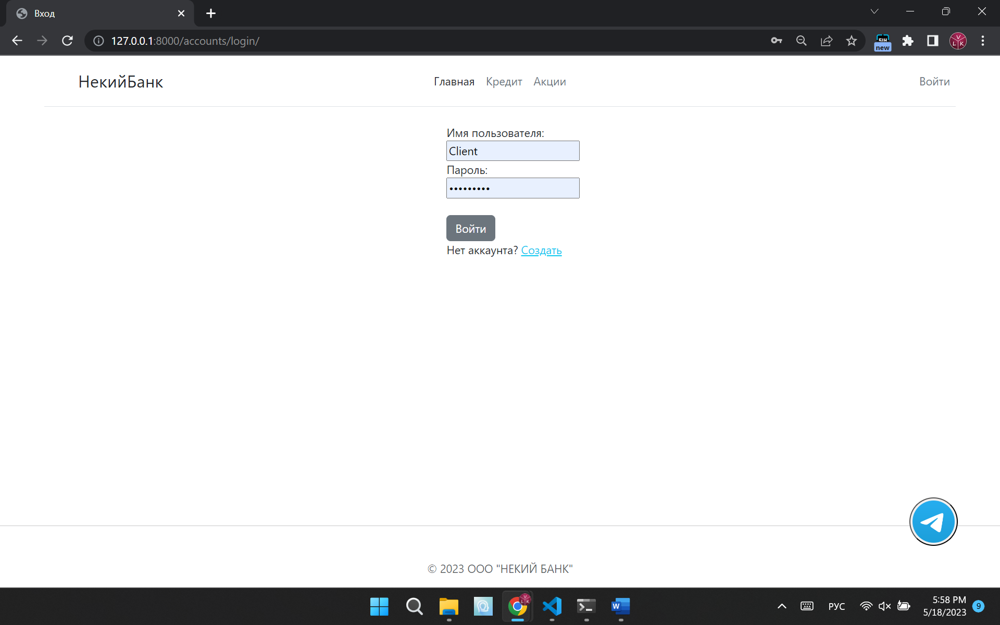 Вход
127.0.0.1:8000/accounts/login/
new
НекийБанк
Главная Кредит Акции
Войти
Имя пользователя:
Client
Пароль:
•••••••••
Войти
Нет аккаунта? Создать
© 2023 ООО "НЕКИЙ БАНК"
РУС
5:58 PM
5/18/2023
9